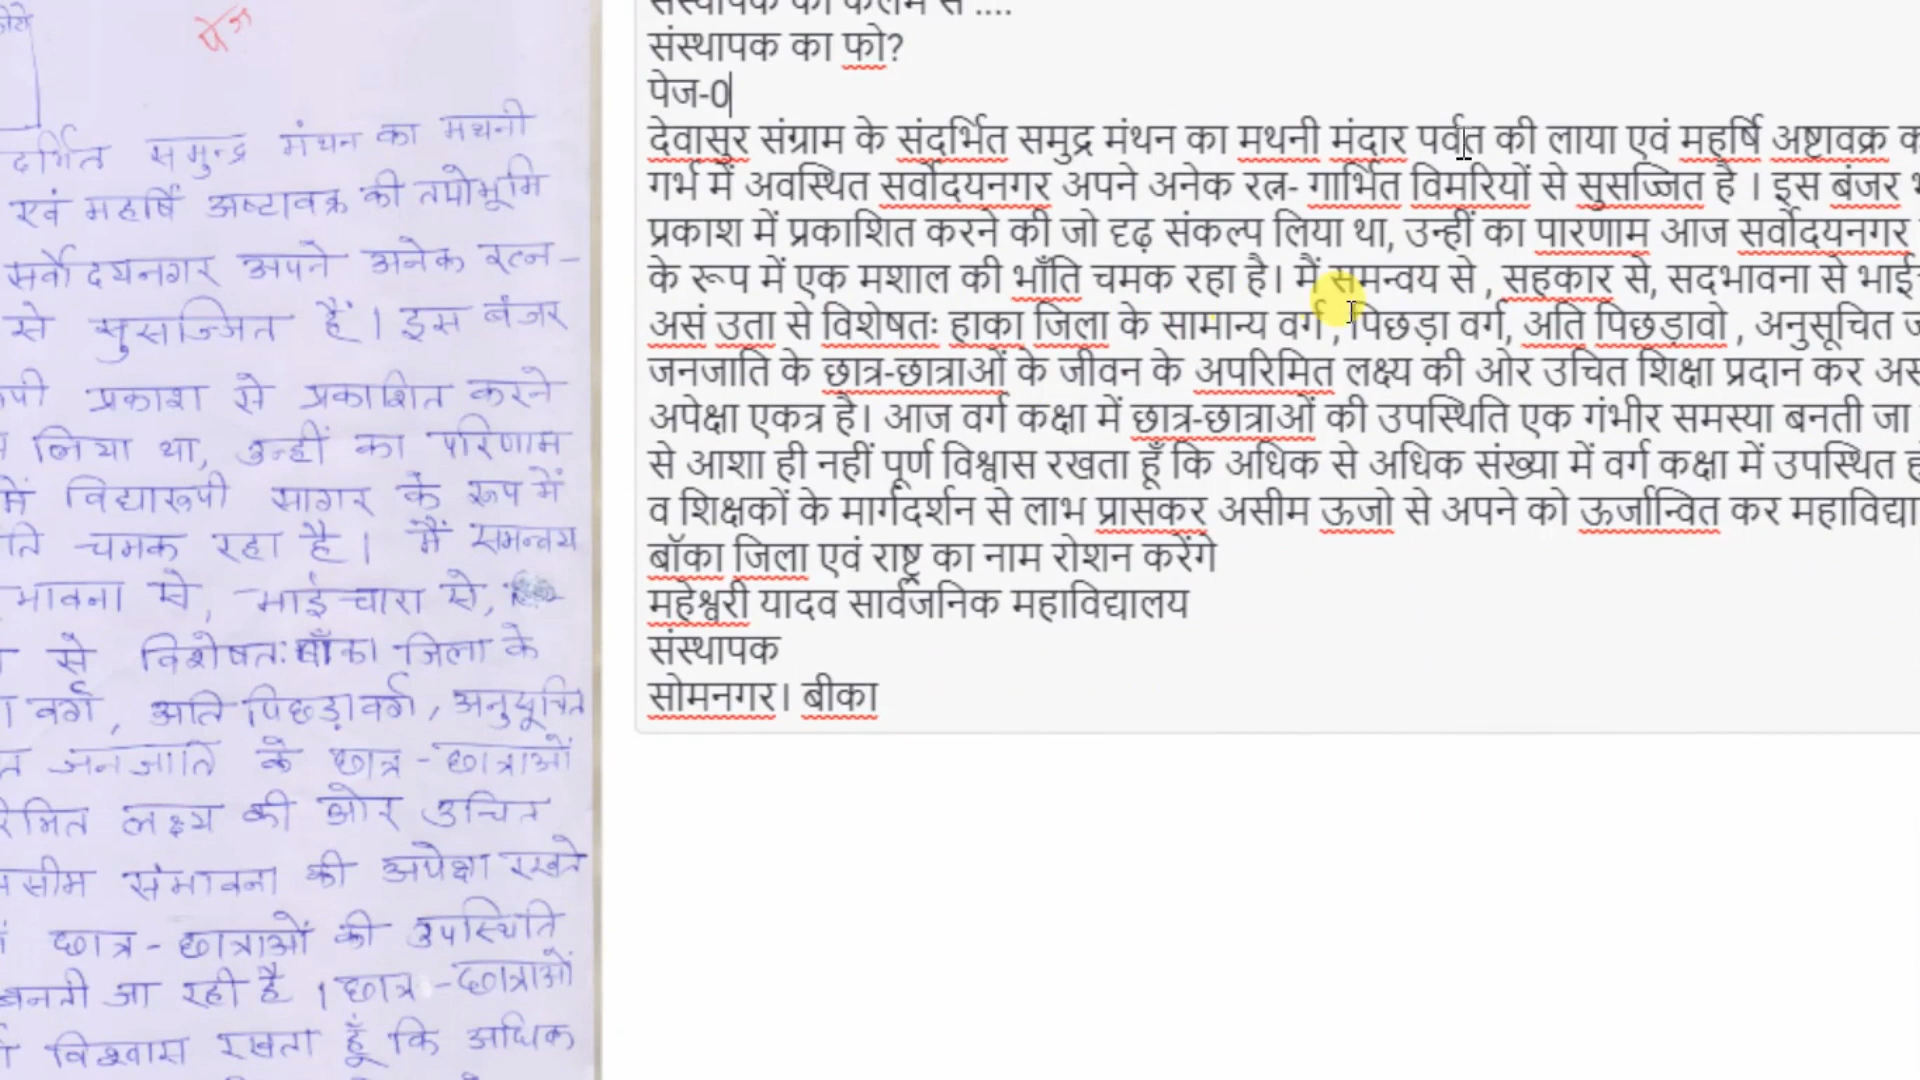 पेज
दर्भित समुन्द्र मंथन का मथनी
एवं महर्षि अष्टावक्र की तपोभूमि
सर्वोदयनगर अपने अनेक रत्न-
से सुसज्जित हैं। इस बंजर
पी प्रकाश से प्रकाशित करने
लिया था, उन्हीं का परिणाम
में विद्यारूपी सागर के रूप में
ति चमक रहा है। मैं समन्वय
भावना से, भाई चारा से,
से विशेषत: बाँका जिला के
वर्ग, अति पिछड़ा वर्ग, अनुसूचित
जनजाति के छात्र-छात्राओं
रिमित लक्ष्य की ओर उचित
सीम संभावना की अपेक्षा रखते
छात्र-छात्राओं की उपस्थिति
बनती जा रही है। छात्र-छात्राओं
विश्वास रखता हूँ कि अधिक
संस्थापक की कलम से ....
संस्थापक का फो?
पेज-0
देवासुर संग्राम के संदर्भित समुद्र मंथन का मथनी मंदार पर्वत की लाया एवं महर्षि अष्टावक्र क
गर्भ में अवस्थित सर्वोदयनगर अपने अनेक रत्न- गार्भित विमरियों से सुसज्जित है । इस बंजर
प्रकाश में प्रकाशित करने की जो दृढ़ संकल्प लिया था, उन्हीं का पारणाम आज सर्वोदयनगर
के रूप में एक मशाल की भाँति चमक रहा है। मैं समन्वय से , सहकार से, सदभावना से भाई
असं उता से विशेषतः हाका जिला के सामान्य वर्ग , पिछड़ा वर्ग, अति पिछड़ावो , अनुसूचित ज
जनजाति के छात्र-छात्राओं के जीवन के अपरिमित लक्ष्य की ओर उचित शिक्षा प्रदान कर अस
अपेक्षा एकत्र है। आज वर्ग कक्षा में छात्र-छात्राओं की उपस्थिति एक गंभीर समस्या बनती जा
से आशा ही नहीं पूर्ण विश्वास रखता हूँ कि अधिक से अधिक संख्या में वर्ग कक्षा में उपस्थित ह
व शिक्षकों के मार्गदर्शन से लाभ प्रासकर असीम ऊजो से अपने को ऊर्जान्वित कर महाविद्या
बॉका जिला एवं राष्ट्र का नाम रोशन करेंगे
महेश्वरी यादव सार्वजनिक महाविद्यालय
संस्थापक
सोमनगर। बीका